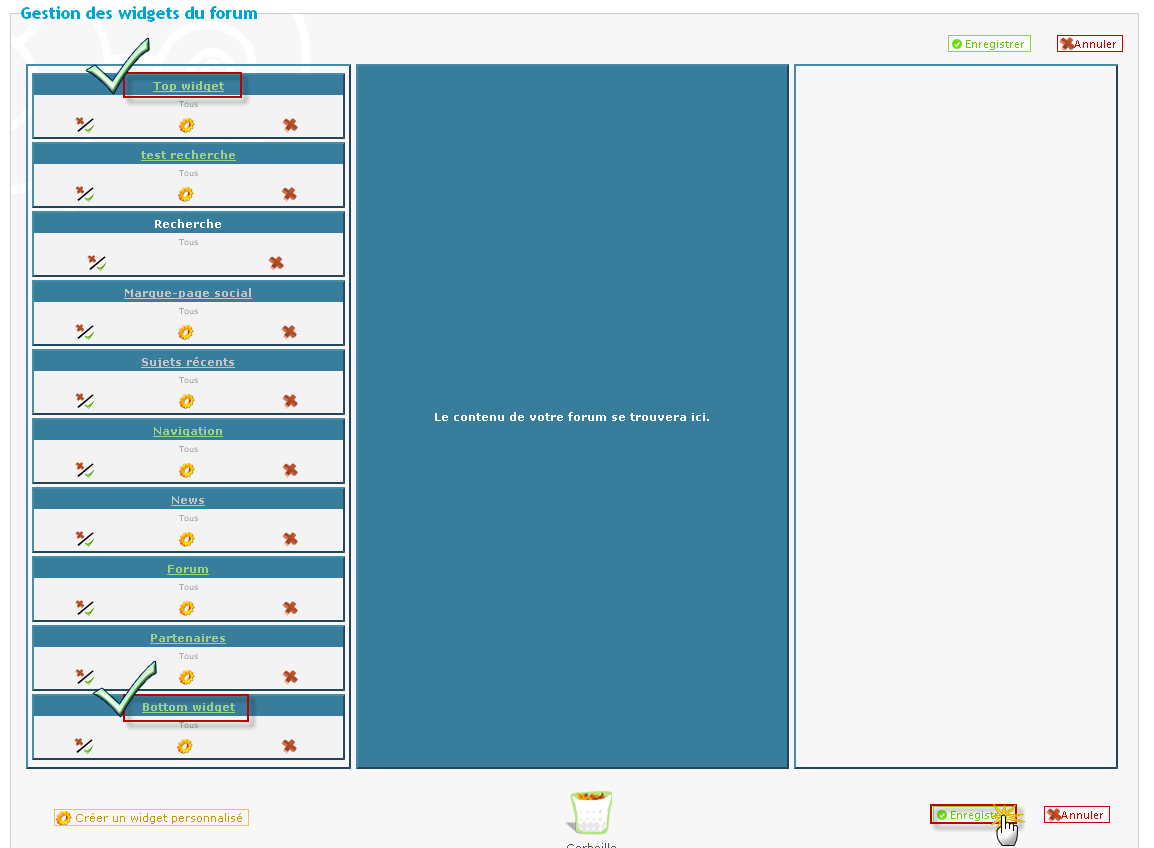 Gestion des widgets du forum
Enregistrer
Annuler
Top widget
Tous
test recherche
Tous
Recherche
Tous
Marque-page social
Tous
Sujets récents
Tous
Navigation
Tous
News
Tous
Forum
Tous
Partenaires
Tous
Bottom widget
Tous
Le contenu de votre forum se trouvera ici.
Créer un widget personnalisé
Corbeille
Enregist
Annuler